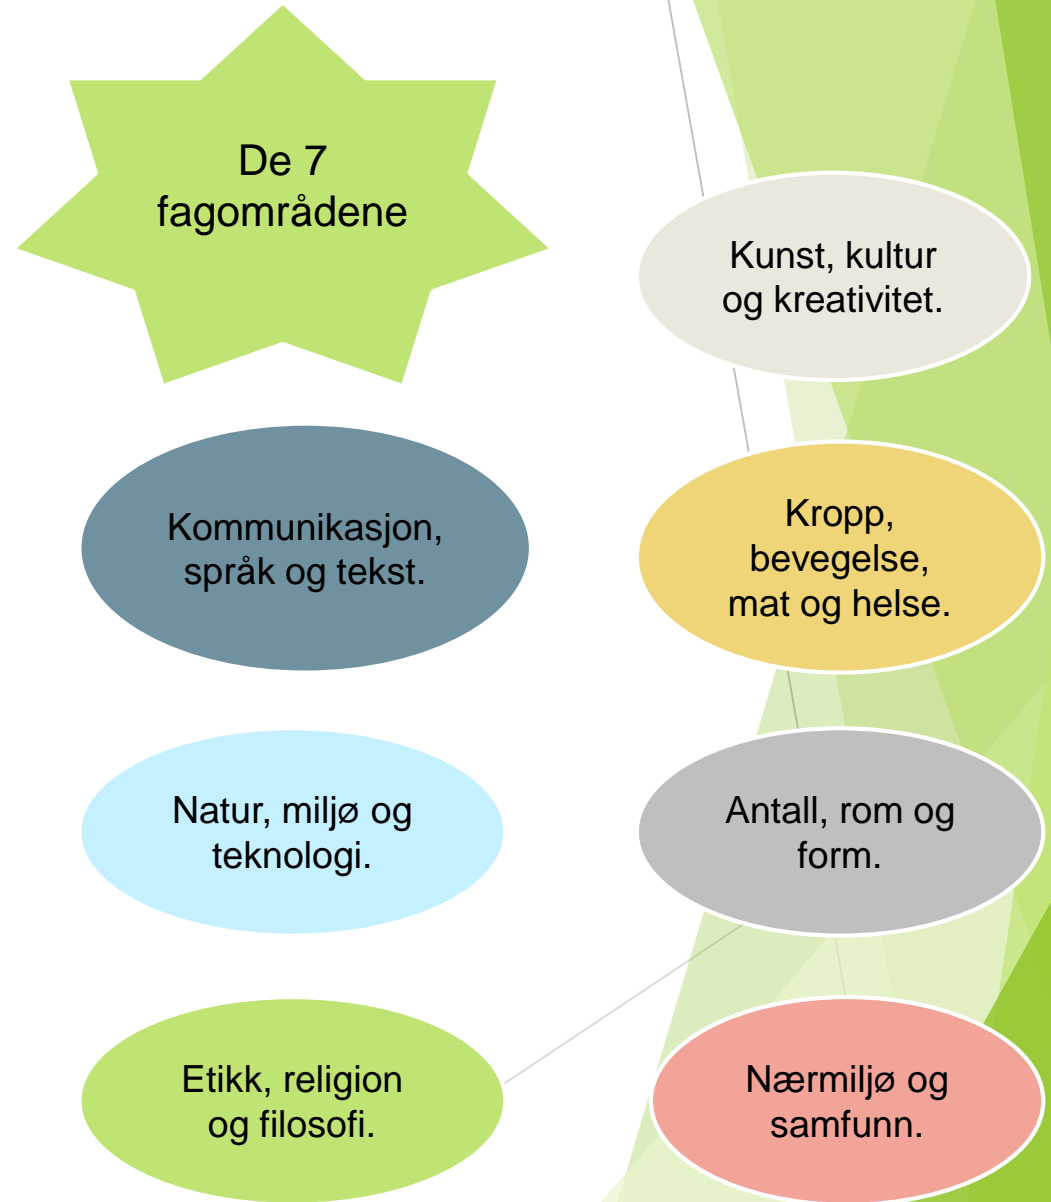 De 7
fagområdene
Kunst, kultur
og kreativitet.
Kommunikasjon,
språk og tekst.
Kropp,
bevegelse,
mat og helse.
Natur, miljø og
teknologi.
Antall, rom og
form.
Etikk, religion
og filosofi.
Nærmiljø og
samfunn.